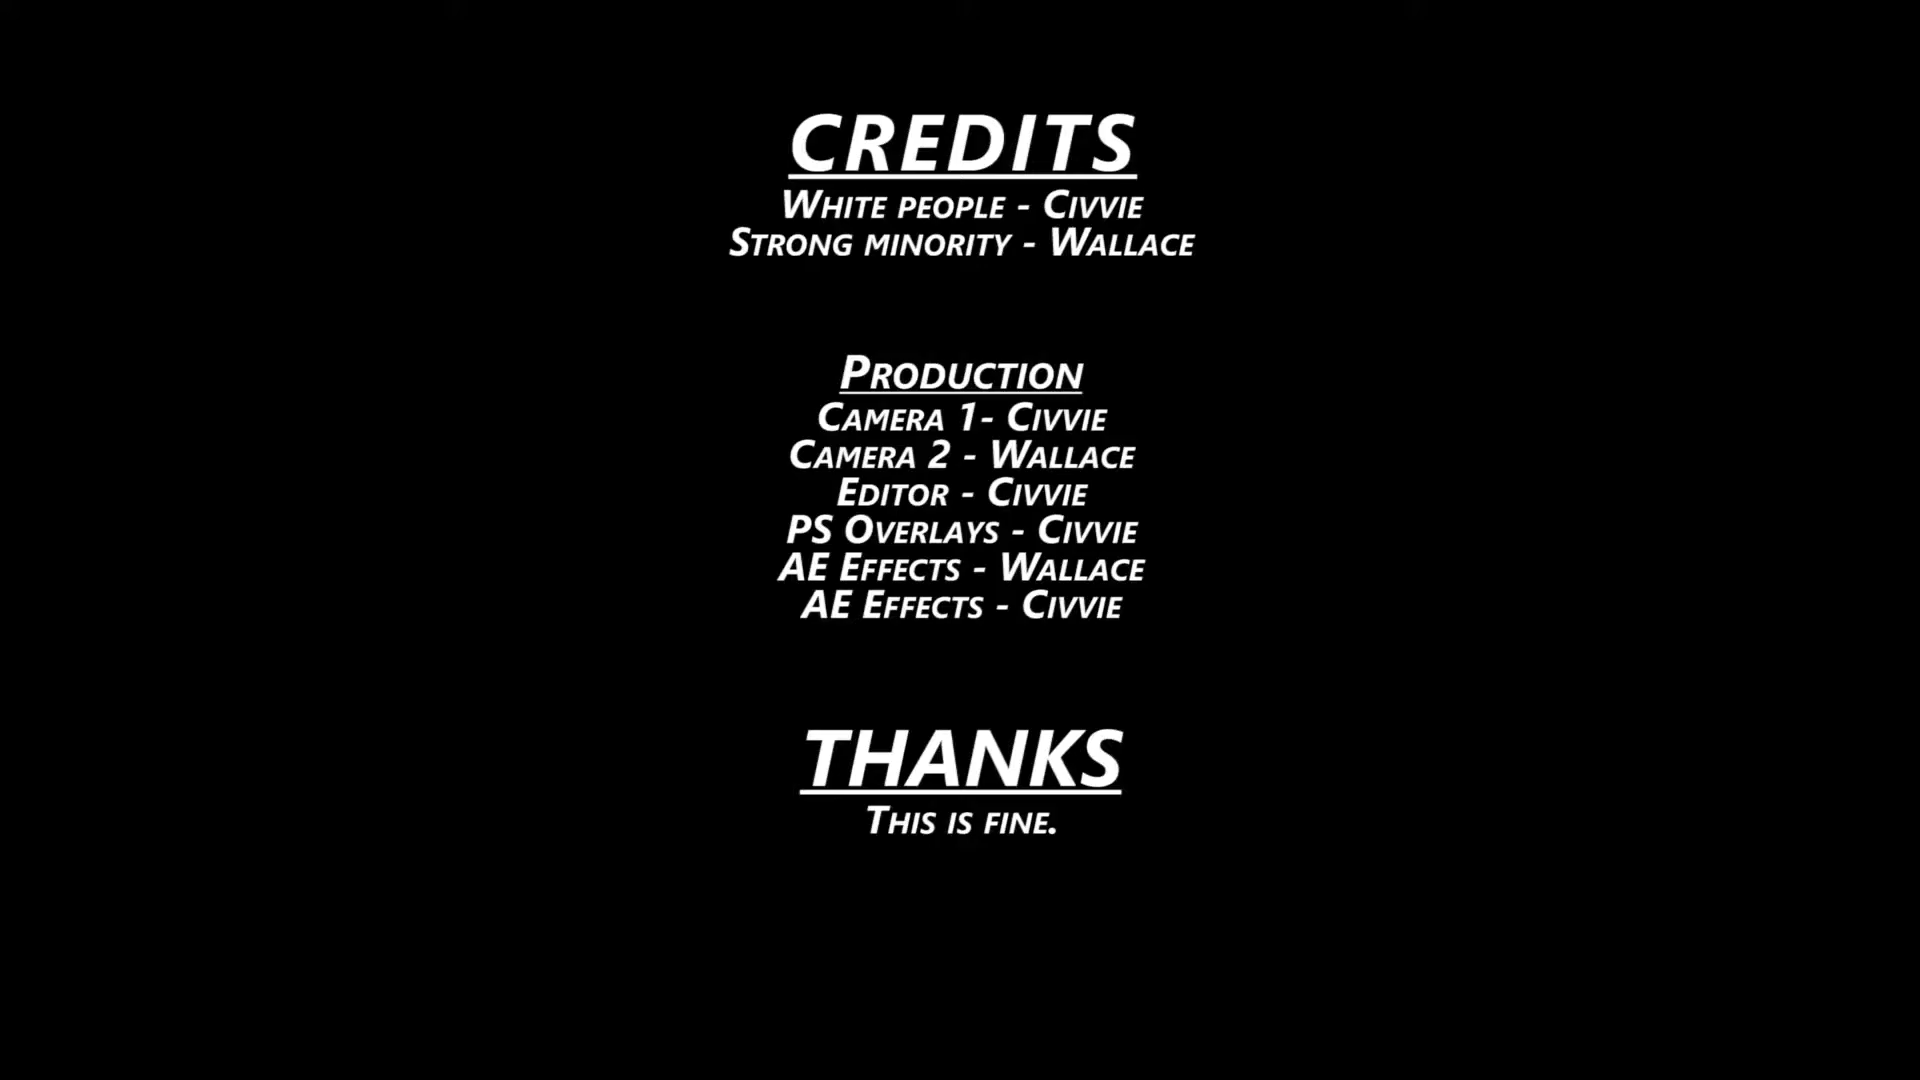 CREDITS
White people - Civvie
Strong minority - Wallace
Production
Camera 1- Civvie
Camera 2 - Wallace
Editor - Civvie
PS Overlays - Civvie
AE Effects - Wallace
AE Effects - Civvie
THANKS
This is fine.